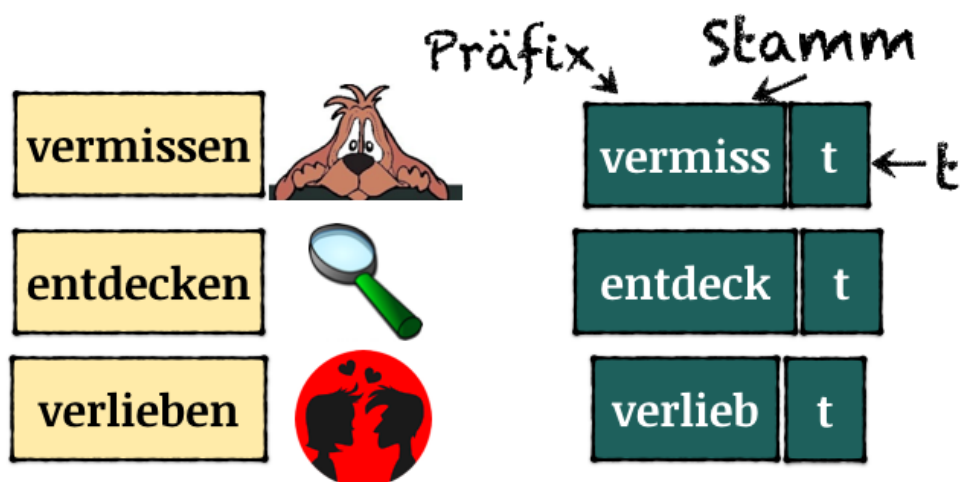 Präfix Stamm
vermissen vermiss t t
entdecken entdeck t
verlieben verlieb t